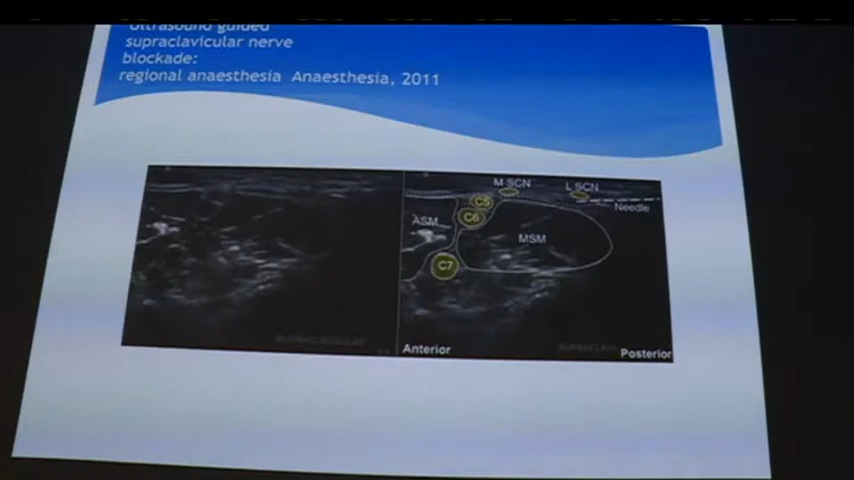 Ultrasound guided
supraclavicular nerve
blockade:
regional anaesthesia Anaesthesia, 2011
M SCN
L SCN
C5
Needle
C6
ASM
MSM
C7
Anterior
SUPRACLAV
Posterior